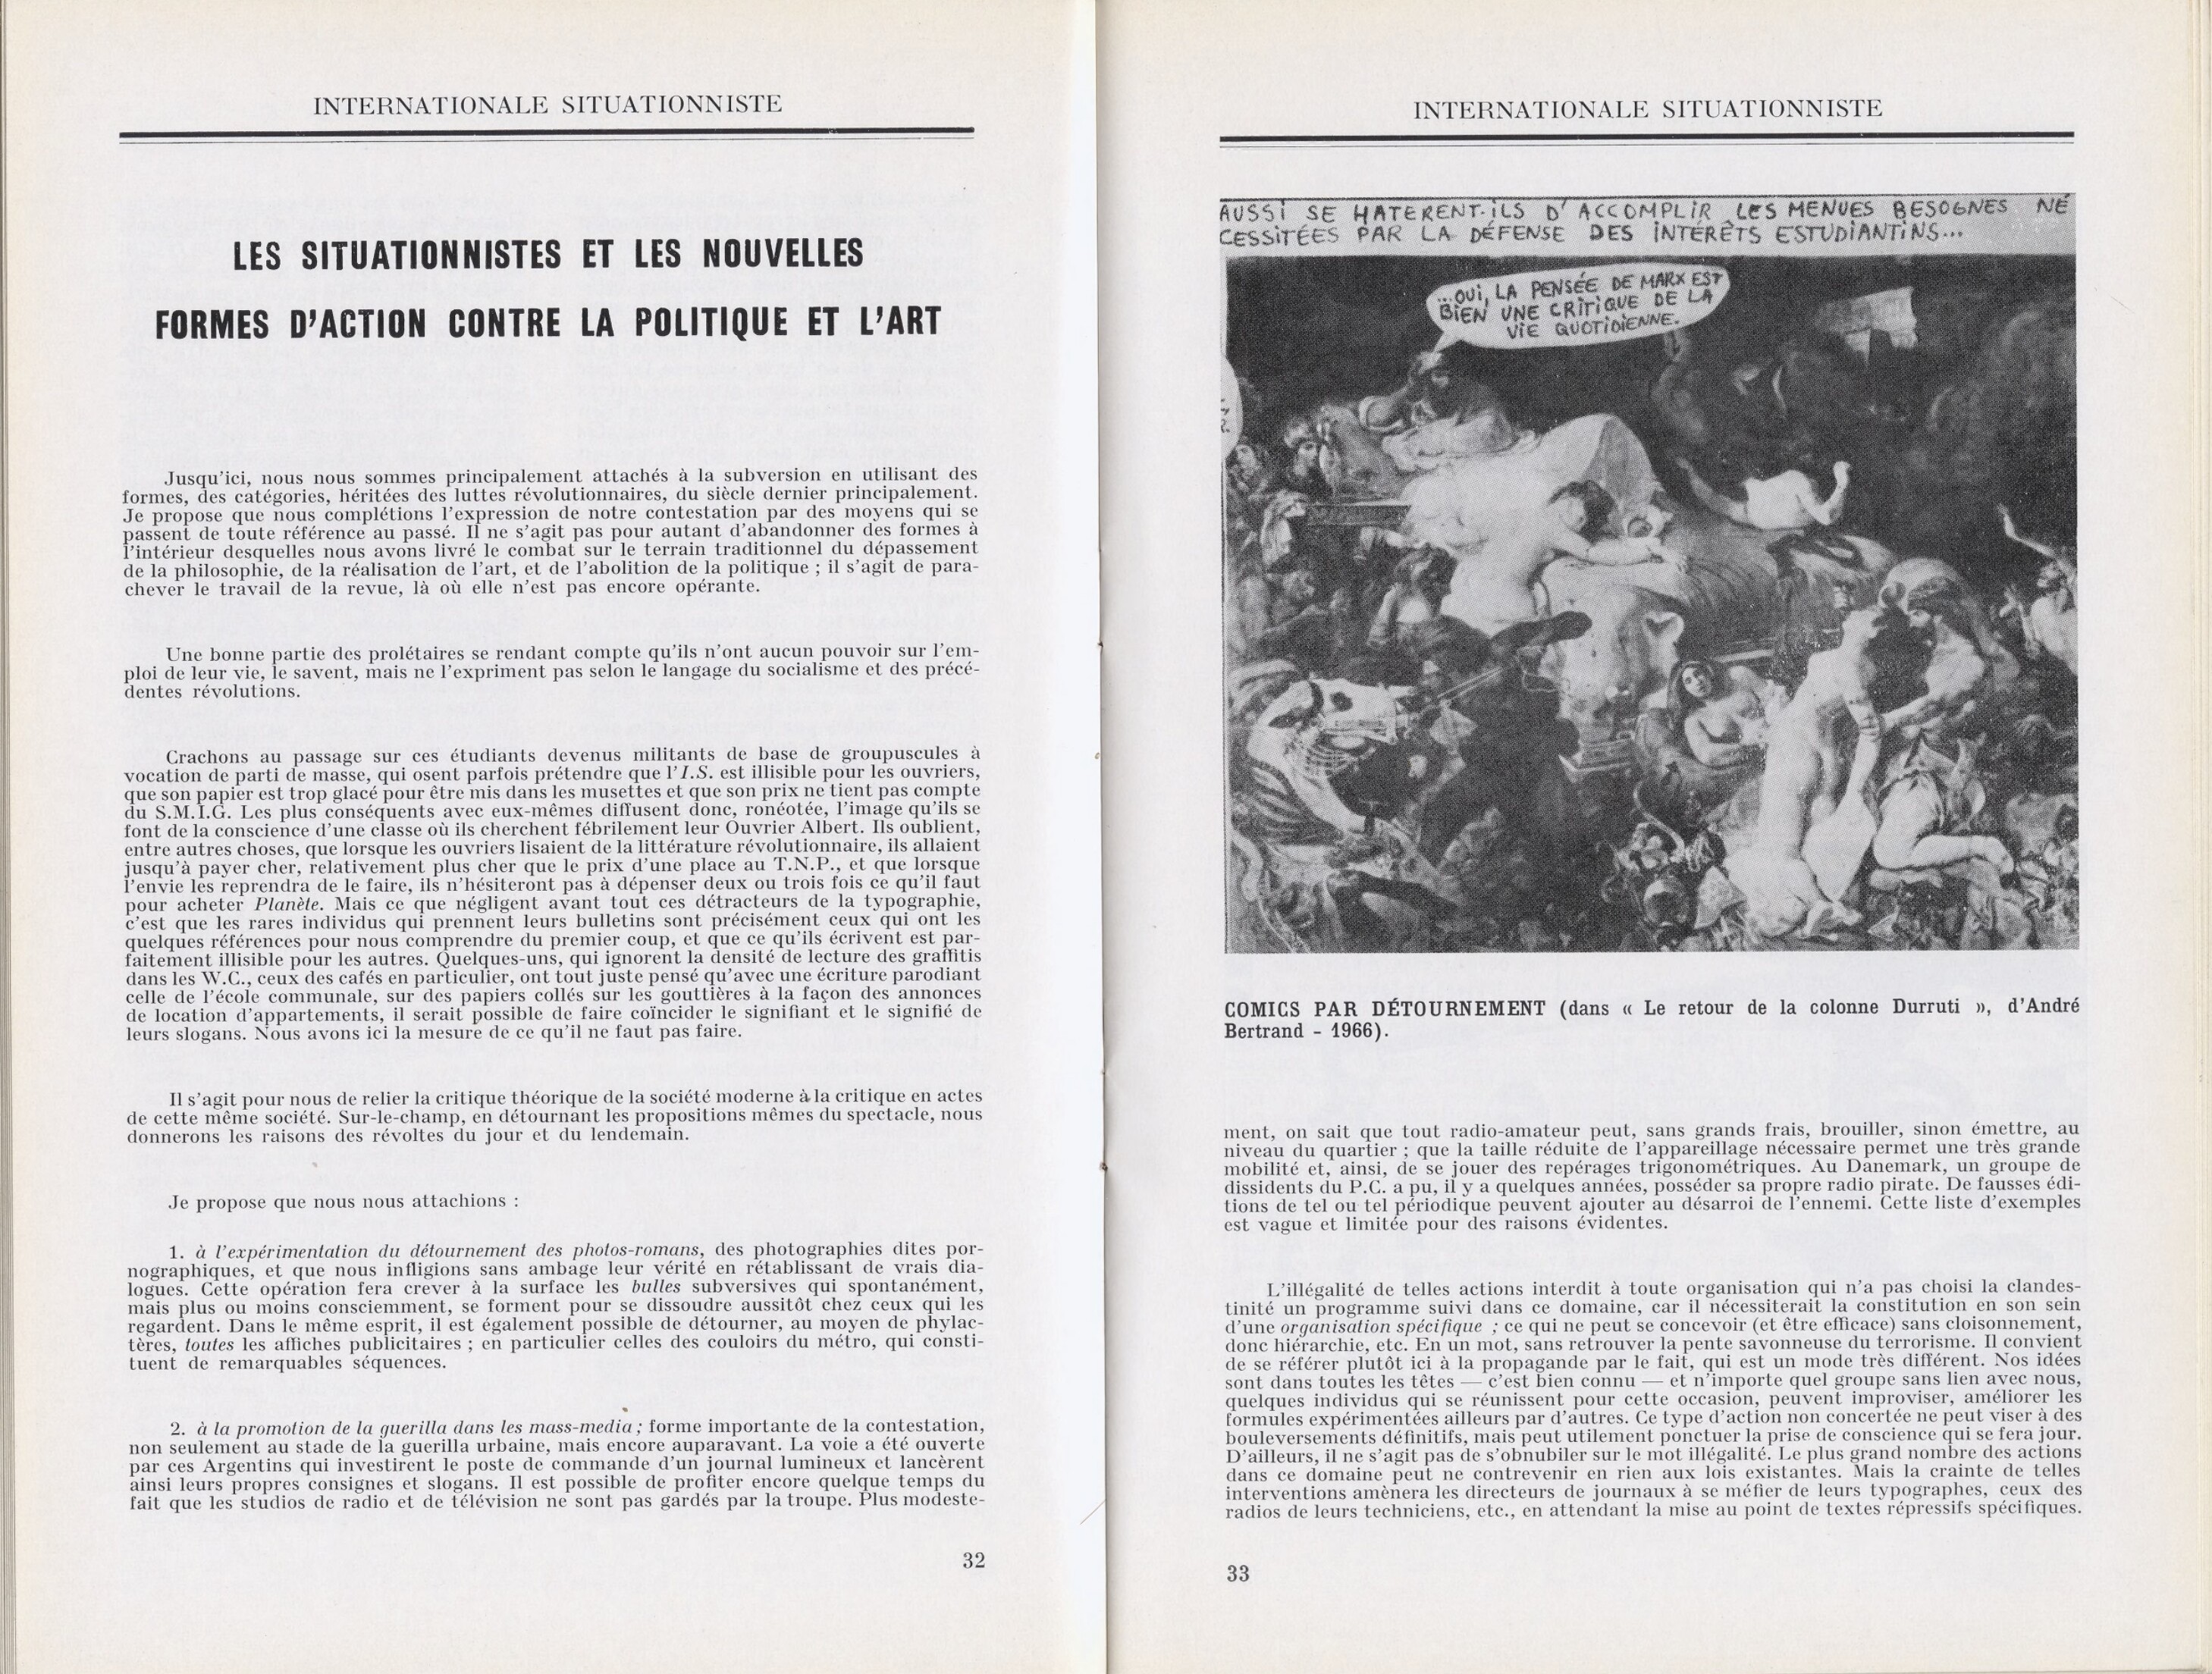 INTERNATIONALE SITUATIONNISTE
LES SITUATIONNISTES ET LES NOUVELLES
FORMES D'ACTION CONTRE LA POLITIQUE ET L'ART
Jusqu'ici, nous nous sommes principalement attachés à la subversion en utilisant des
formes, des catégories, héritées des luttes révolutionnaires, du siècle dernier principalement.
Je propose que nous complétions l'expression de notre contestation par des moyens qui se
passent de toute référence au passé. Il ne s'agit pas pour autant d'abandonner des formes à
l'intérieur desquelles nous avons livré le combat sur le terrain traditionnel du dépassement
de la philosophie, de la réalisation de l'art, et de l'abolition de la politique ; il s'agit de para-
chever le travail de la revue, là où elle n'est pas encore opérante.
Une bonne partie des prolétaires se rendant compte qu'ils n'ont aucun pouvoir sur l'em-
ploi de leur vie, le savent, mais ne l'expriment pas selon le langage du socialisme et des précé-
dentes révolutions.
Crachons au passage sur ces étudiants devenus militants de base de groupuscules à
vocation de parti de masse, qui osent parfois prétendre que l'I.S. est illisible pour les ouvriers,
que son papier est trop glacé pour être mis dans les musettes et que son prix ne tient pas compte
du S.M.I.G. Les plus conséquents avec eux-mêmes diffusent donc, ronéotée, l'image qu'ils se
font de la conscience d'une classe où ils cherchent fébrilement leur Ouvrier Albert. Ils oublient,
entre autres choses, que lorsque les ouvriers lisaient de la littérature révolutionnaire, ils allaient
jusqu'à payer cher, relativement plus cher que le prix d'une place au T.N.P., et que lorsque
l'envie les reprendra de le faire, ils n'hésiteront pas à dépenser deux ou trois fois ce qu'il faut
pour acheter Planète. Mais ce que négligent avant tout ces détracteurs de la typographie,
c'est que les rares individus qui prennent leurs bulletins sont précisément ceux qui ont les
quelques références pour nous comprendre du premier coup, et que ce qu'ils écrivent est par-
faitement illisible pour les autres. Quelques-uns, qui ignorent la densité de lecture des graffitis
dans les W.C., ceux des cafés en particulier, ont tout juste pensé qu'avec une écriture parodiant
celle de l'école communale, sur des papiers collés sur les gouttières à la façon des annonces
de location d'appartements, il serait possible de faire coïncider le signifiant et le signifié de
leurs slogans. Nous avons ici la mesure de ce qu'il ne faut pas faire.
Il s'agit pour nous de relier la critique théorique de la société moderne à la critique en actes
de cette même société. Sur-le-champ, en détournant les propositions mêmes du spectacle, nous
donnerons les raisons des révoltes du jour et du lendemain.
Je propose que nous nous attachions :
1. à l'expérimentation du détournement des photos-romans, des photographies dites por-
nographiques, et que nous infligions sans ambage leur vérité en rétablissant de vrais dia-
logues. Cette opération fera crever à la surface les bulles subversives qui spontanément,
mais plus ou moins consciemment, se forment pour se dissoudre aussitôt chez ceux qui les
regardent. Dans le même esprit, il est également possible de détourner, au moyen de phylac-
tères, toutes les affiches publicitaires ; en particulier celles des couloirs du métro, qui consti-
tuent de remarquables séquences.
2. à la promotion de la guerilla dans les mass-media ; forme importante de la contestation,
non seulement au stade de la guerilla urbaine, mais encore auparavant. La voie a été ouverte
par ces Argentins qui investirent le poste de commande d'un journal lumineux et lancèrent
ainsi leurs propres consignes et slogans. Il est possible de profiter encore quelque temps du
fait que les studios de radio et de télévision ne sont pas gardés par la troupe. Plus modeste-
32
INTERNATIONALE SITUATIONNISTE
AUSSI SE HATERENT-ILS D'ACCOMPLIR LES MENUES BESOGNES NÉ
CESSITÉES PAR LA DÉFENSE DES INTÉRÊTS ESTUDIANTINS...
...OUI, LA PENSÉE DE MARX EST
BIEN UNE CRITIQUE DE LA
VIE QUOTIDIENNE.
COMICS PAR DÉTOURNEMENT (dans « Le retour de la colonne Durruti », d'André
Bertrand - 1966).
ment, on sait que tout radio-amateur peut, sans grands frais, brouiller, sinon émettre, au
niveau du quartier ; que la taille réduite de l'appareillage nécessaire permet une très grande
mobilité et, ainsi, de se jouer des repérages trigonométriques. Au Danemark, un groupe de
dissidents du P.C. a pu, il y a quelques années, posséder sa propre radio pirate. De fausses édi-
tions de tel ou tel périodique peuvent ajouter au désarroi de l'ennemi. Cette liste d'exemples
est vague et limitée pour des raisons évidentes.
L'illégalité de telles actions interdit à toute organisation qui n'a pas choisi la clandes-
tinité un programme suivi dans ce domaine, car il nécessiterait la constitution en son sein
d'une organisation spécifique ; ce qui ne peut se concevoir (et être efficace) sans cloisonnement,
donc hiérarchie, etc. En un mot, sans retrouver la pente savonneuse du terrorisme. Il convient
de se référer plutôt ici à la propagande par le fait, qui est un mode très différent. Nos idées
sont dans toutes les têtes — c'est bien connu — et n'importe quel groupe sans lien avec nous,
quelques individus qui se réunissent pour cette occasion, peuvent improviser, améliorer les
formules expérimentées ailleurs par d'autres. Ce type d'action non concertée ne peut viser à des
bouleversements définitifs, mais peut utilement ponctuer la prise de conscience qui se fera jour.
D'ailleurs, il ne s'agit pas de s'obnubiler sur le mot illégalité. Le plus grand nombre des actions
dans ce domaine peut ne contrevenir en rien aux lois existantes. Mais la crainte de telles
interventions amènera les directeurs de journaux à se méfier de leurs typographes, ceux des
radios de leurs techniciens, etc., en attendant la mise au point de textes répressifs spécifiques.
33